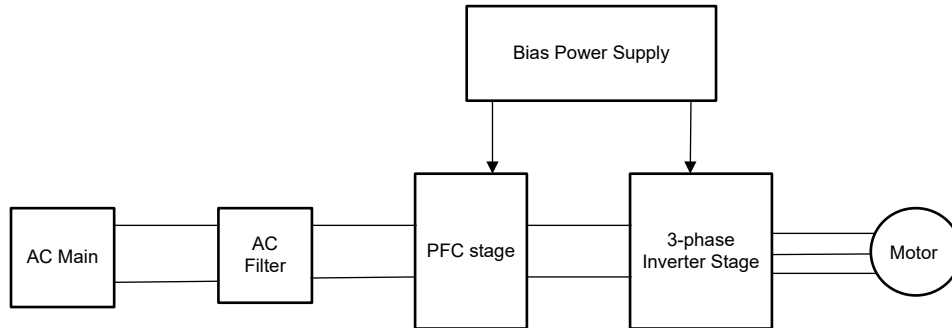 Bias Power Supply
AC Main
AC
Filter
PFC stage
3-phase
Inverter Stage
Motor